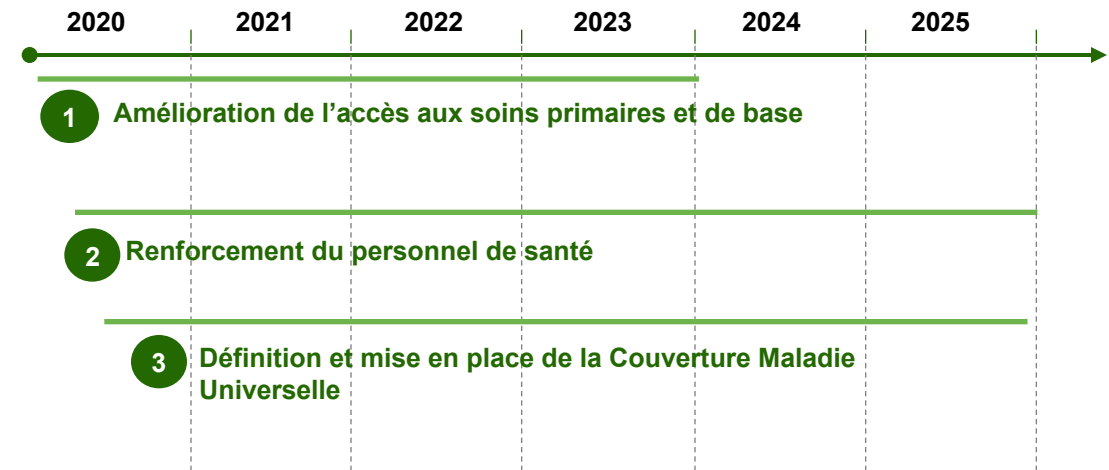 2020 2021 2022 2023 2024 2025
1 Amélioration de l’accès aux soins primaires et de base
2 Renforcement du personnel de santé
3 Définition et mise en place de la Couverture Maladie
Universelle